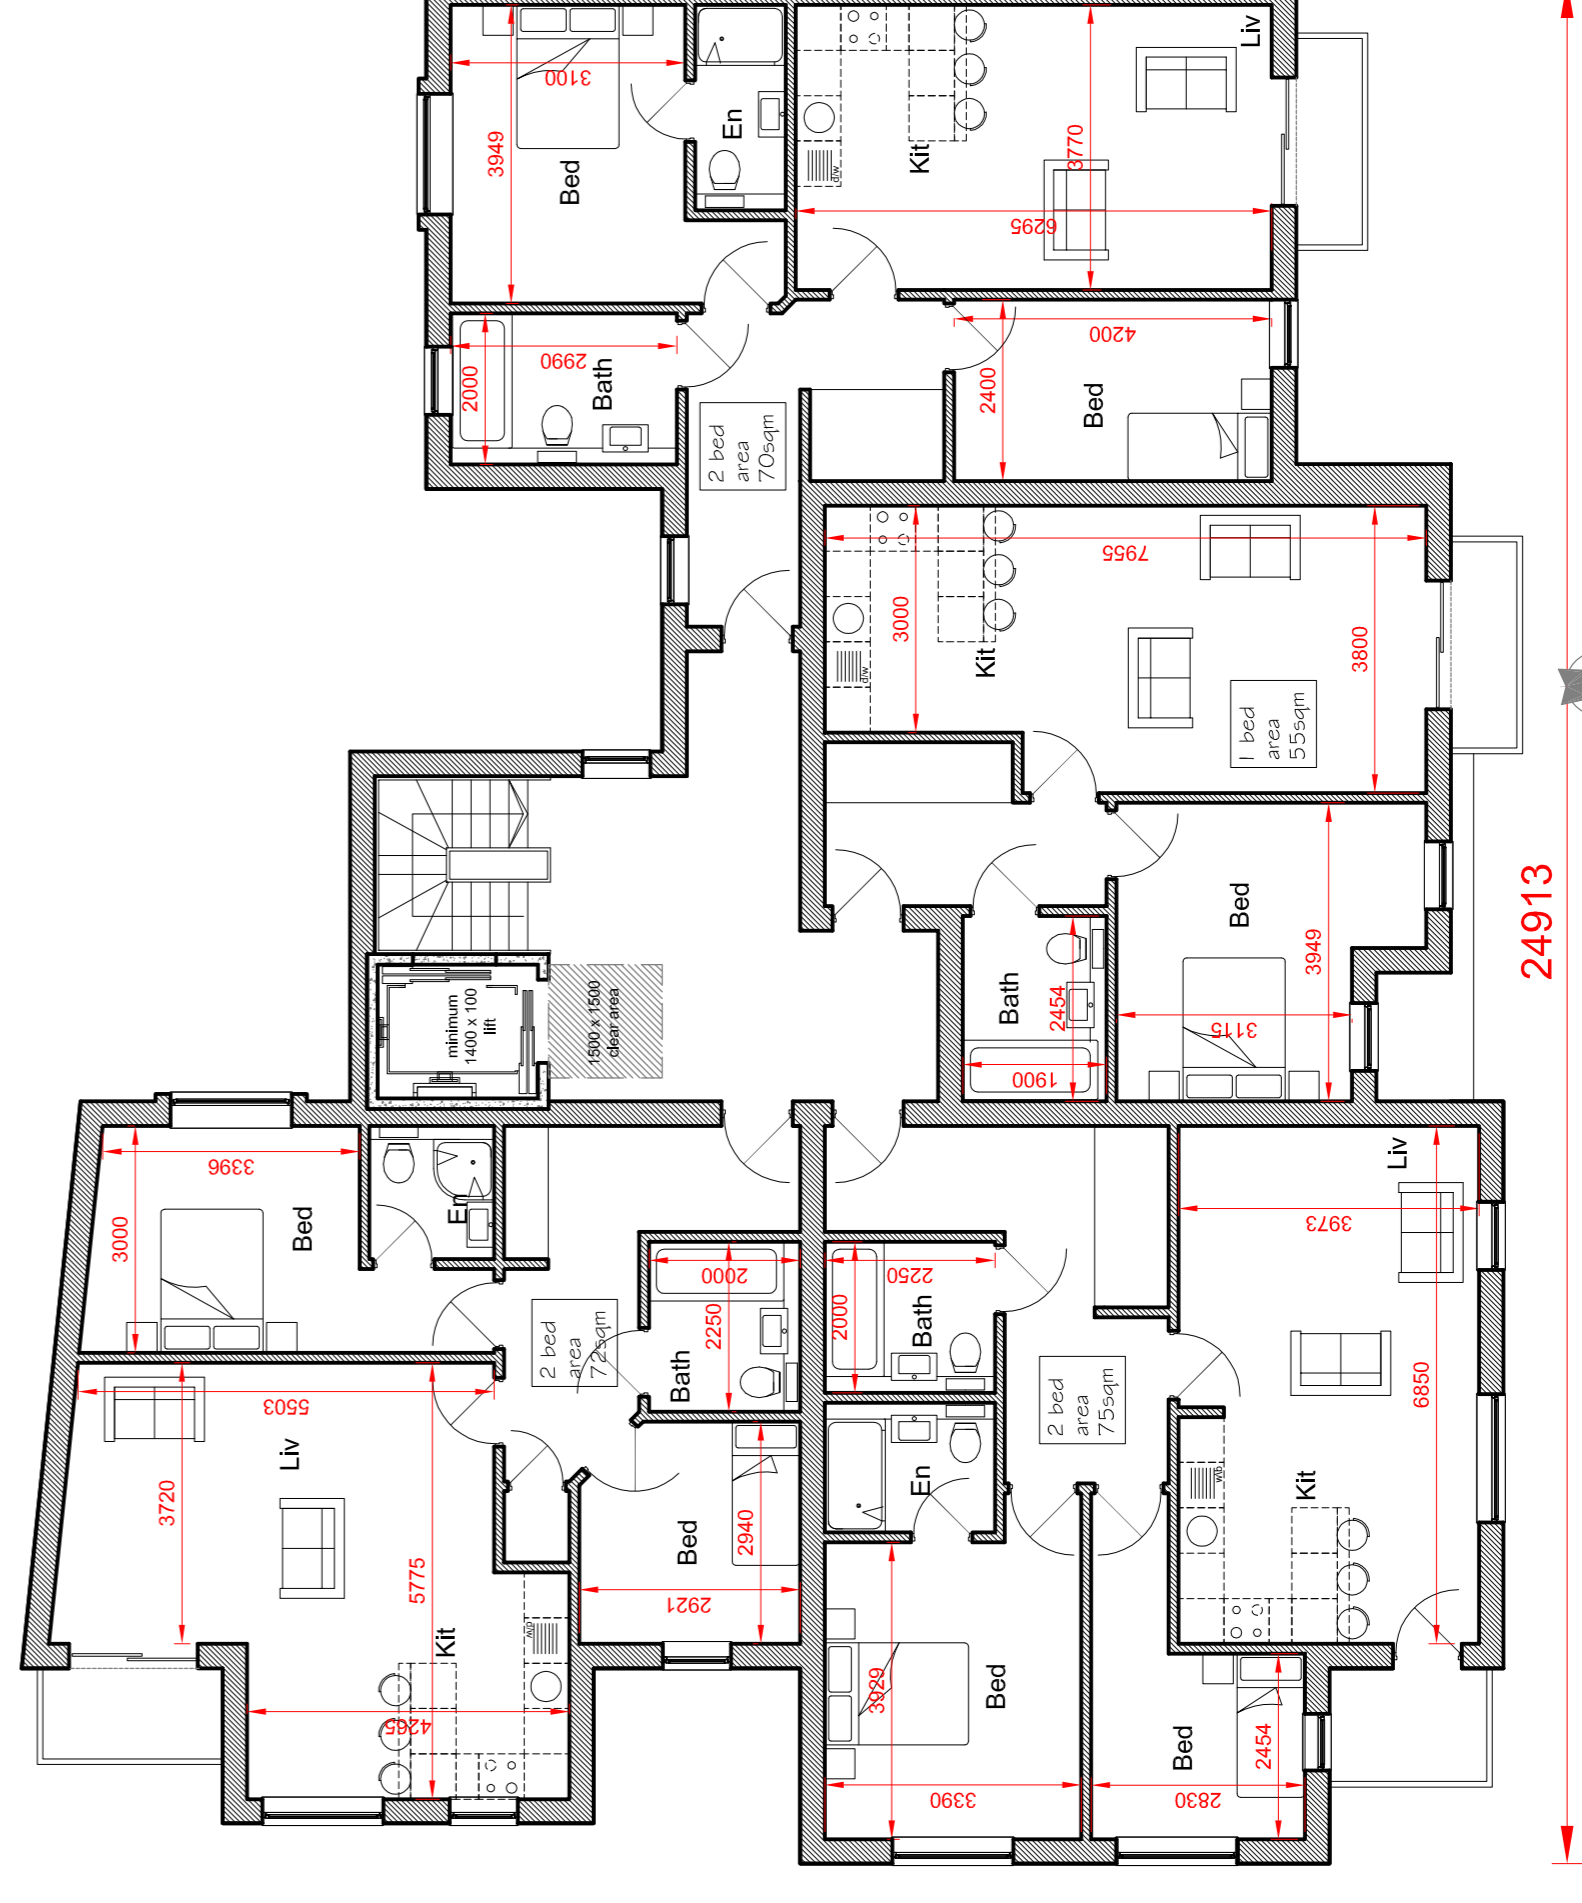 3100
3949
Bed
En
Liv
Kit
d/w
3770
6295
2990
2000
Bath
2 bed
area
70sqm
4200
2400
Bed
7955
3000
Kit
d/w
3800
1 bed
area
55sqm
Bed
3949
3115
Bath
2454
1900
minimum
1400 x 100
lift
1500 x 1500
clear area
24913
3396
3000
Bed
En
5503
Liv
3720
5775
Kit
d/w
4265
2 bed
area
72sqm
2000
2250
Bath
Bed
2940
2921
2250
2000
Bath
En
2 bed
area
75sqm
3973
Liv
6850
Kit
d/w
3929
Bed
3390
Bed
2454
2830